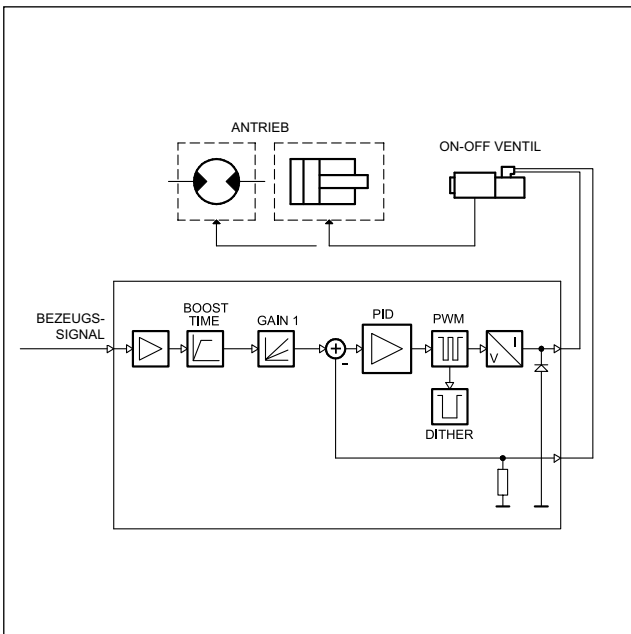 ANTRIEB
ON-OFF VENTIL
BEZEUGS-
SIGNAL
BOOST
TIME
GAIN 1
PID
PWM
I
V
DITHER
+
-